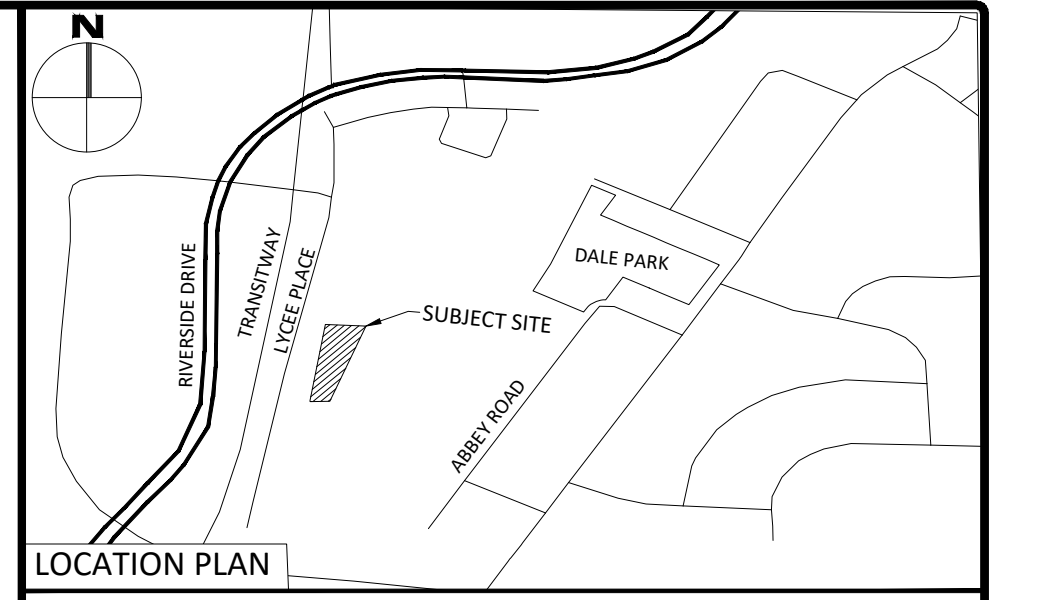 N
DALE PARK
RIVERSIDE DRIVE
TRANSITWAY
LYCEE PLACE
SUBJECT SITE
ABBEY ROAD
LOCATION PLAN